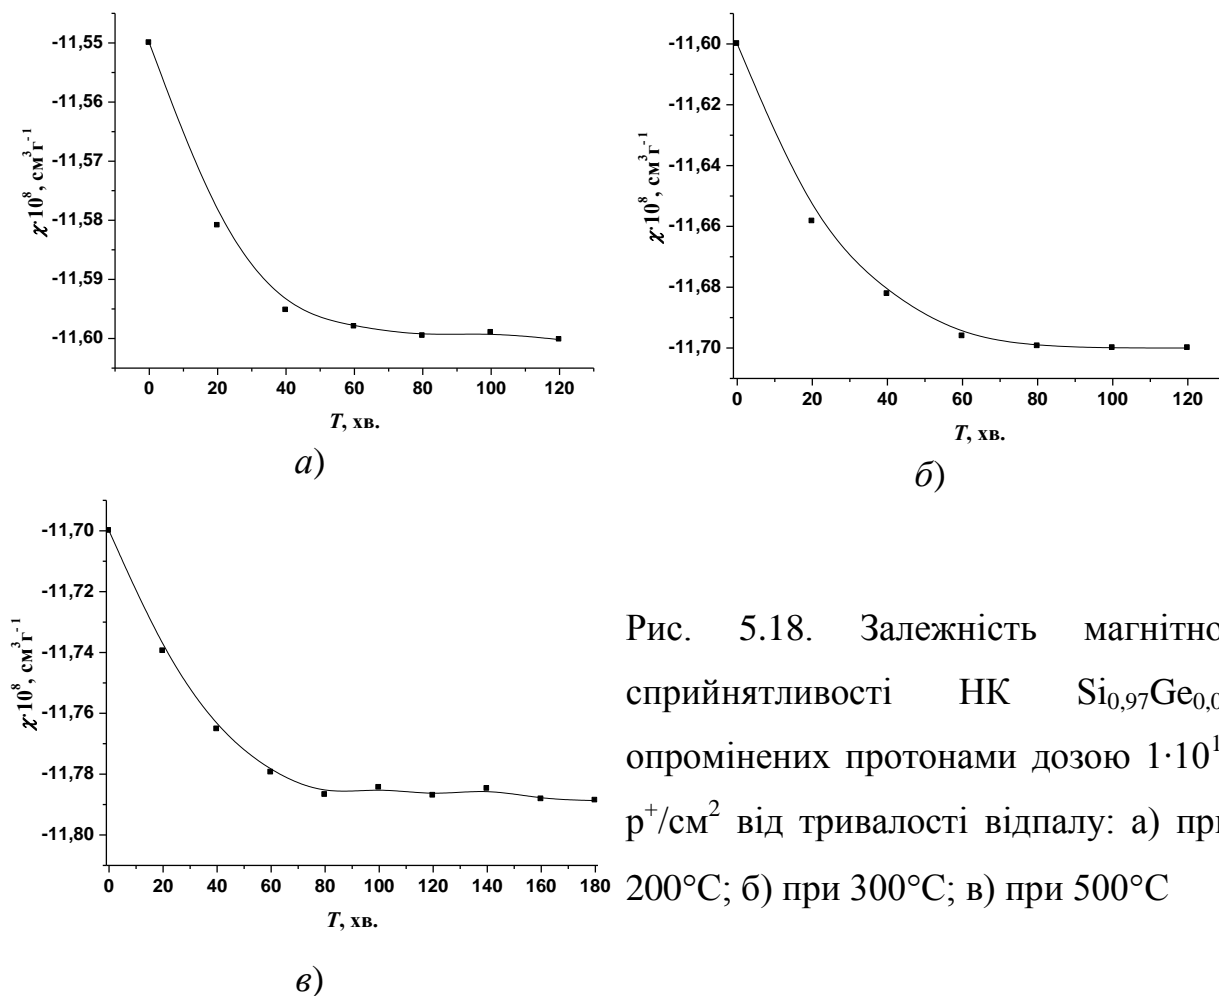 -11,55
-11,56
-11,57
-11,58
-11,59
-11,60
χ·10⁸, см³г⁻¹
0 20 40 60 80 100 120
T, хв.
а)
-11,60
-11,62
-11,64
-11,66
-11,68
-11,70
χ·10⁸, см³г⁻¹
0 20 40 60 80 100 120
T, хв.
б)
-11,70
-11,72
-11,74
-11,76
-11,78
-11,80
χ·10⁸, см³г⁻¹
0 20 40 60 80 100 120 140 160 180
T, хв.
в)
Рис. 5.18. Залежність магнітно
сприйнятливості НК Si₀,₉₇Ge₀,₀
опромінених протонами дозою 1·10¹
p⁺/см² від тривалості відпалу: а) при
200°С; б) при 300°С; в) при 500°С